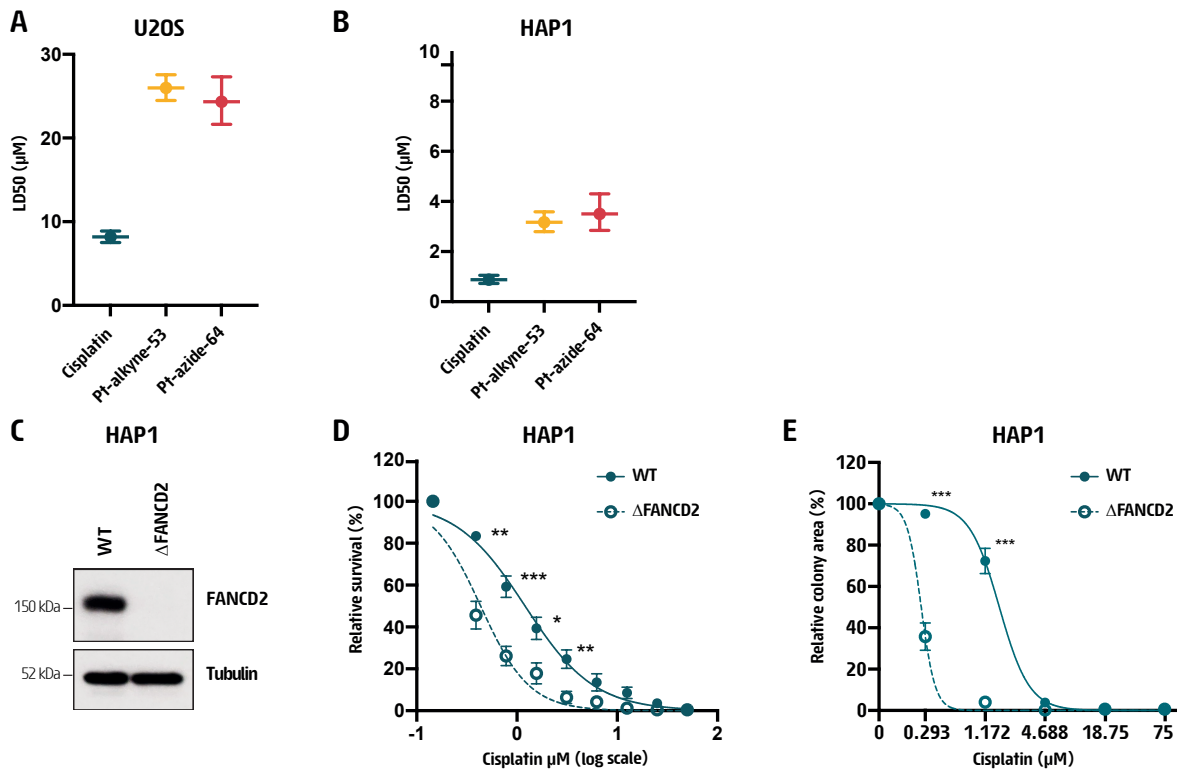 A
U2OS
LD50 (μM)
30
20
10
0
Cisplatin
Pt-alkyne-53
Pt-azide-64
B
HAP1
LD50 (μM)
10
8
6
4
2
0
Cisplatin
Pt-alkyne-53
Pt-azide-64
C
HAP1
WT
ΔFANCD2
150 kDa
FANCD2
52 kDa
Tubulin
D
HAP1
Relative survival (%)
120
100
80
60
40
20
0
WT
ΔFANCD2
**
***
*
**
-1
0
1
2
Cisplatin μM (log scale)
E
HAP1
Relative colony area (%)
120
100
80
60
40
20
0
WT
ΔFANCD2
***
***
0
0.293
1.172
4.688
18.75
75
Cisplatin (μM)